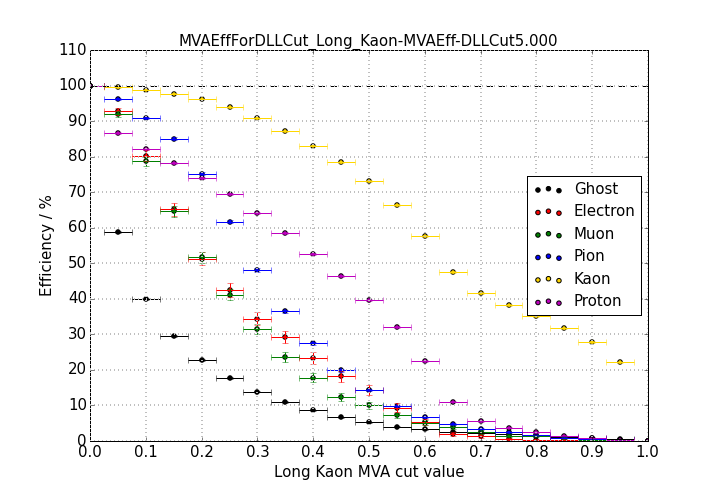 MVAEffForDLLCut_Long_Kaon-MVAEff-DLLCut5.000
110
100
90
80
70
60
50
40
30
20
10
0
Efficiency / %
Ghost
Electron
Muon
Pion
Kaon
Proton
0.0 0.1 0.2 0.3 0.4 0.5 0.6 0.7 0.8 0.9 1.0
Long Kaon MVA cut value